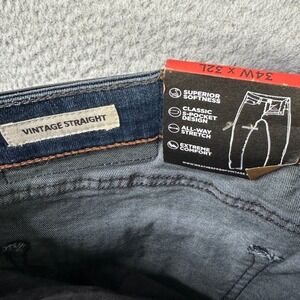 VINTAGE STRAIGHT
34W X 32L
SUPERIOR
SOFTNESS
CLASSIC
5-POCKET
DESIGN
ALL-WAY
STRETCH
EXTREME
COMFORT